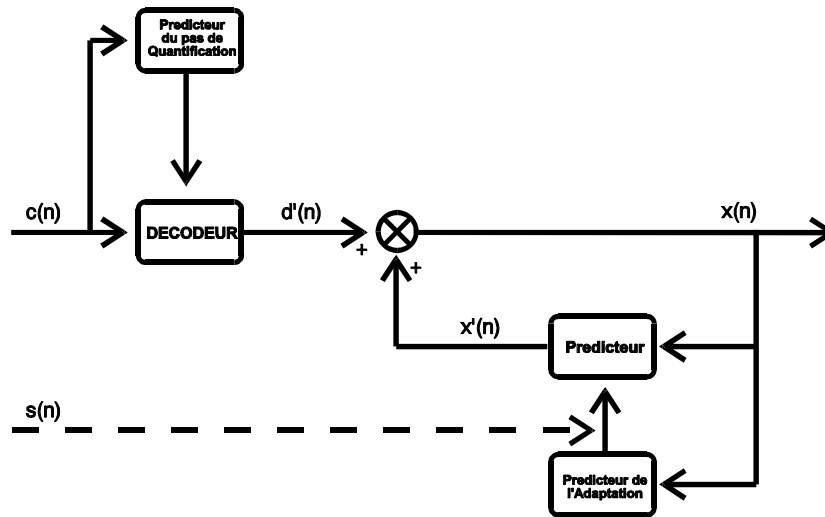 Predicteur
du pas de
Quantification
c(n)
DECODEUR
d'(n)
+
+
x(n)
x'(n)
Predicteur
s(n)
Predicteur de
l'Adaptation